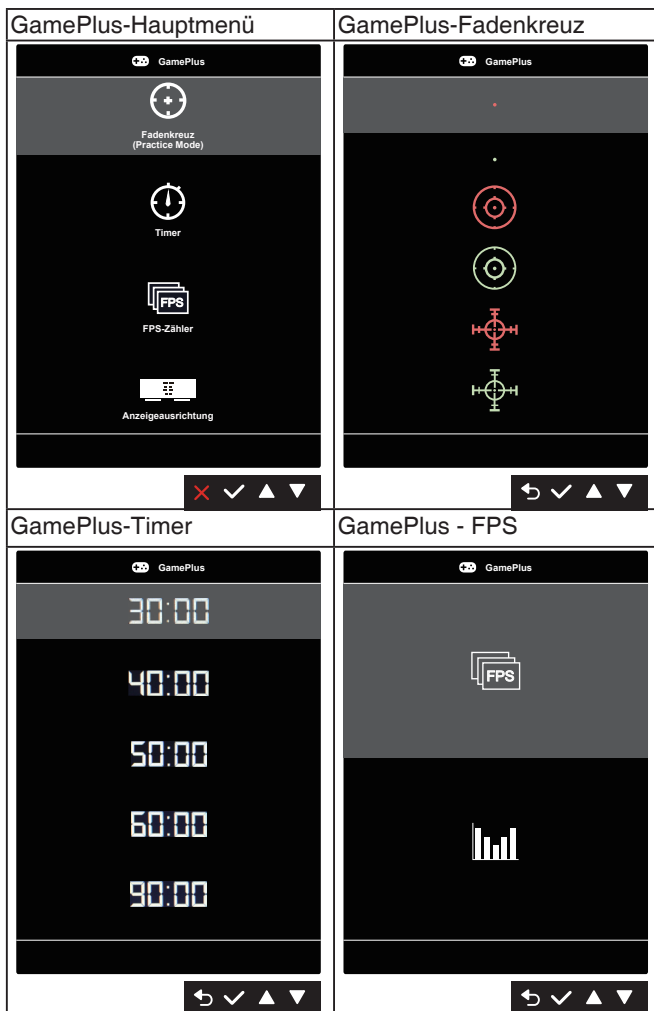 GamePlus-Hauptmenü
GamePlus
Fadenkreuz
(Practice Mode)
Timer
FPS
FPS-Zähler
Anzeigeausrichtung
GamePlus-Fadenkreuz
GamePlus
GamePlus-Timer
GamePlus
30:00
40:00
50:00
60:00
90:00
GamePlus - FPS
GamePlus
FPS